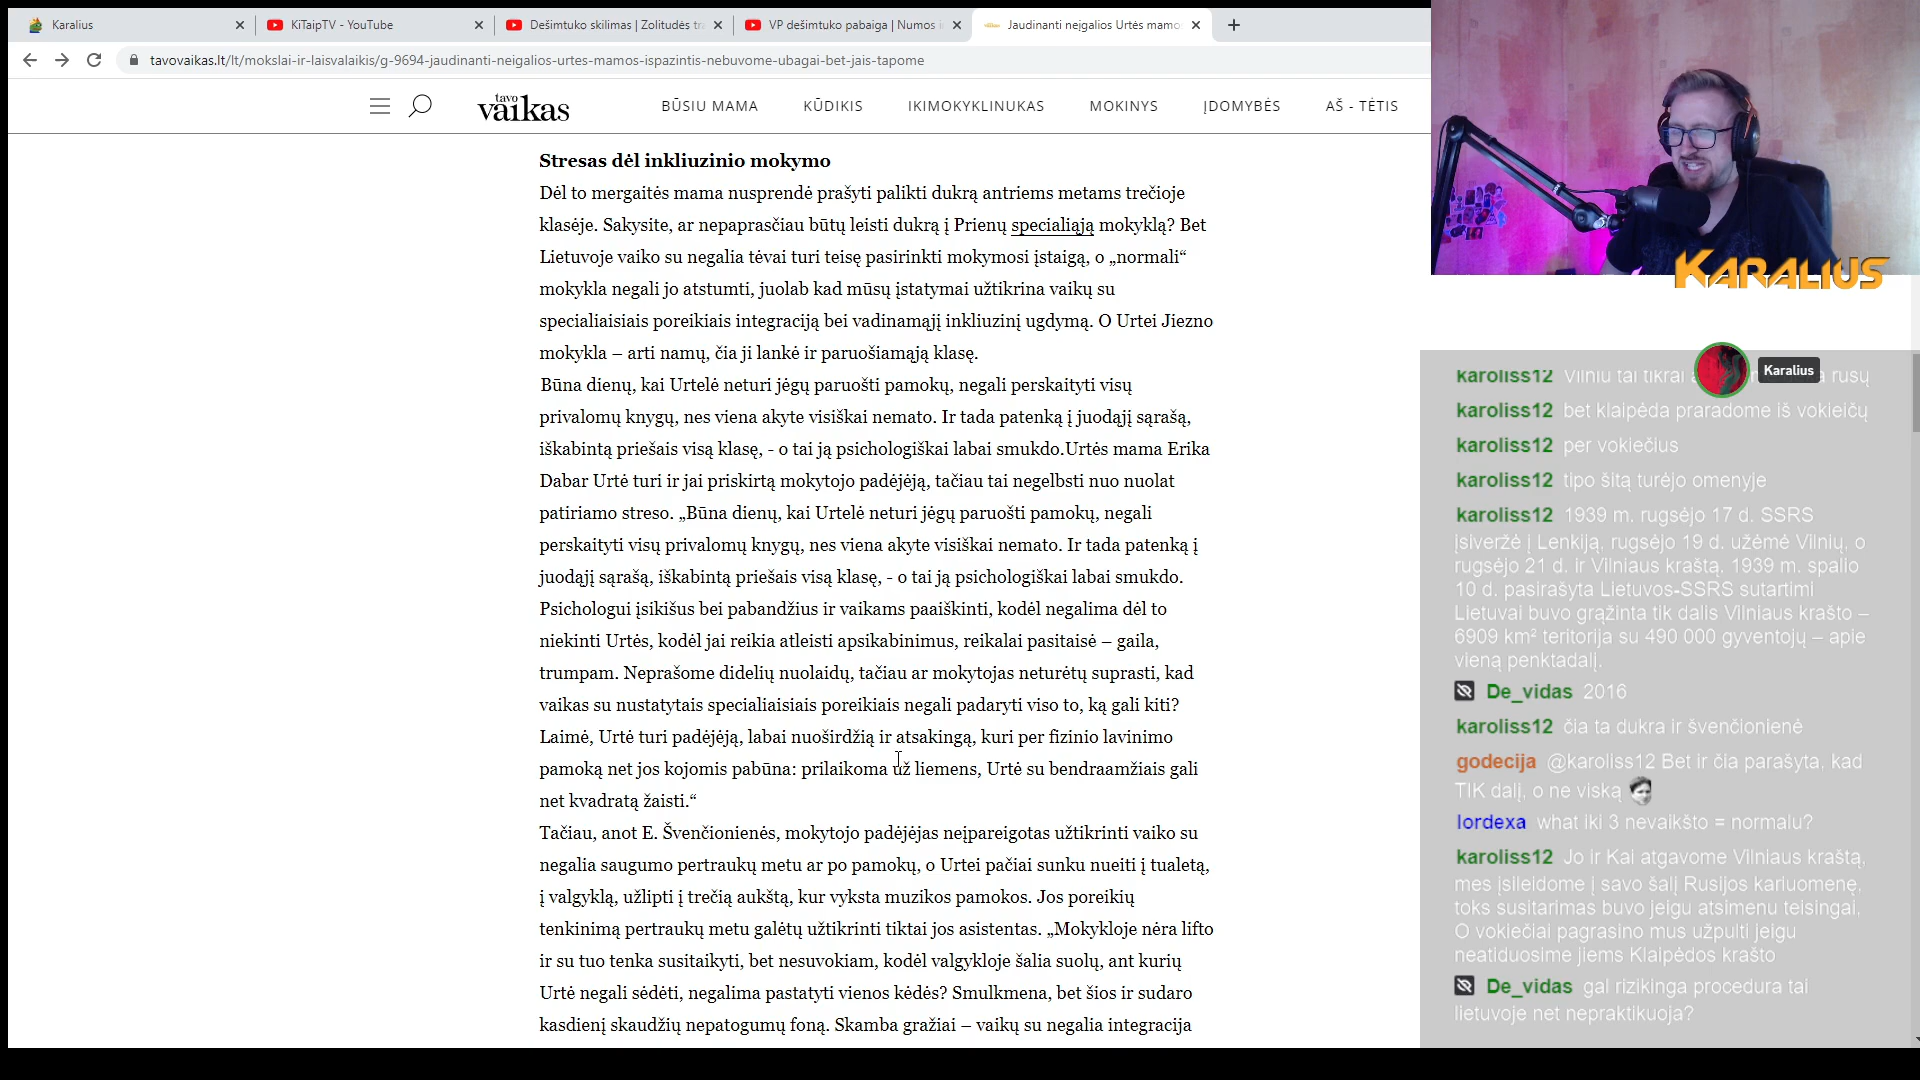 Karalius
KiTaipTV - YouTube
Dešimtuko skilimas | Zolitudės tr
VP dešimtuko pabaiga | Numos i
Jaudinanti neįgalios Urtės mamo
tavovaikas.lt/lt/mokslai-ir-laisvalaikis/g-9694-jaudinanti-neigalios-urtes-mamos-ispazintis-nebuvome-ubagai-bet-jais-tapome
tavo
vaikas
BŪSIU MAMA
KŪDIKIS
IKIMOKYKLINUKAS
MOKINYS
ĮDOMYBĖS
AŠ - TĖTIS
Stresas dėl inkliuzinio mokymo
Dėl to mergaitės mama nusprendė prašyti palikti dukrą antriems metams trečioje
klasėje. Sakysite, ar nepaprasčiau būtų leisti dukrą į Prienų specialiąją mokyklą? Bet
Lietuvoje vaiko su negalia tėvai turi teisę pasirinkti mokymosi įstaigą, o „normali“
mokykla negali jo atstumti, juolab kad mūsų įstatymai užtikrina vaikų su
specialiaisiais poreikiais integraciją bei vadinamąjį inkliuzinį ugdymą. O Urtei Jiezno
mokykla – arti namų, čia ji lankė ir paruošiamąją klasę.
Būna dienų, kai Urtelė neturi jėgų paruošti pamokų, negali perskaityti visų
privalomų knygų, nes viena akyte visiškai nemato. Ir tada patenką į juodąjį sąrašą,
iškabintą priešais visą klasę, - o tai ją psichologiškai labai smukdo.Urtės mama Erika
Dabar Urtė turi ir jai priskirtą mokytojo padėjėją, tačiau tai negelbsti nuo nuolat
patiriamo streso. „Būna dienų, kai Urtelė neturi jėgų paruošti pamokų, negali
perskaityti visų privalomų knygų, nes viena akyte visiškai nemato. Ir tada patenką į
juodąjį sąrašą, iškabintą priešais visą klasę, - o tai ją psichologiškai labai smukdo.
Psichologui įsikišus bei pabandžius ir vaikams paaiškinti, kodėl negalima dėl to
niekinti Urtės, kodėl jai reikia atleisti apsikabinimus, reikalai pasitaisė – gaila,
trumpam. Neprašome didelių nuolaidų, tačiau ar mokytojas neturėtų suprasti, kad
vaikas su nustatytais specialiaisiais poreikiais negali padaryti viso to, ką gali kiti?
Laimė, Urtė turi padėjėją, labai nuoširdžią ir atsakingą, kuri per fizinio lavinimo
pamoką net jos kojomis pabūna: prilaikoma už liemens, Urtė su bendraamžiais gali
net kvadratą žaisti.“
Tačiau, anot E. Švenčionienės, mokytojo padėjėjas neįpareigotas užtikrinti vaiko su
negalia saugumo pertraukų metu ar po pamokų, o Urtei pačiai sunku nueiti į tualetą,
į valgyklą, užlipti į trečią aukštą, kur vyksta muzikos pamokos. Jos poreikių
tenkinimą pertraukų metu galėtų užtikrinti tiktai jos asistentas. „Mokykloje nėra lifto
ir su tuo tenka susitaikyti, bet nesuvokiam, kodėl valgykloje šalia suolų, ant kurių
Urtė negali sėdėti, negalima pastatyti vienos kėdės? Smulkmena, bet šios ir sudaro
kasdienį skaudžių nepatogumų foną. Skamba gražiai – vaikų su negalia integracija
KARALIUS
Karalius
karoliss12 Vilniu tai tikrai rusų
karoliss12 bet klaipėda praradome iš vokieičų
karoliss12 per vokiečius
karoliss12 tipo šitą turėjo omenyje
karoliss12 1939 m. rugsėjo 17 d. SSRS
įsiveržė į Lenkiją, rugsėjo 19 d. užėmė Vilnių, o
rugsėjo 21 d. ir Vilniaus kraštą. 1939 m. spalio
10 d. pasirašyta Lietuvos-SSRS sutartimi
Lietuvai buvo grąžinta tik dalis Vilniaus krašto –
6909 km² teritorija su 490 000 gyventojų – apie
vieną penktadalį.
De_vidas 2016
karoliss12 čia ta dukra ir švenčionienė
godecija @karoliss12 Bet ir čia parašyta, kad
TIK dalį, o ne viską
lordexa what iki 3 nevaikšto = normalu?
karoliss12 Jo ir Kai atgavome Vilniaus kraštą,
mes įsileidome į savo šalį Rusijos kariuomenę,
toks susitarimas buvo jeigu atsimenu teisingai.
O vokiečiai pagrasino mus užpulti jeigu
neatiduosime jiems Klaipėdos krašto
De_vidas gal rizikinga procedura tai
lietuvoje net nepraktikuoja?